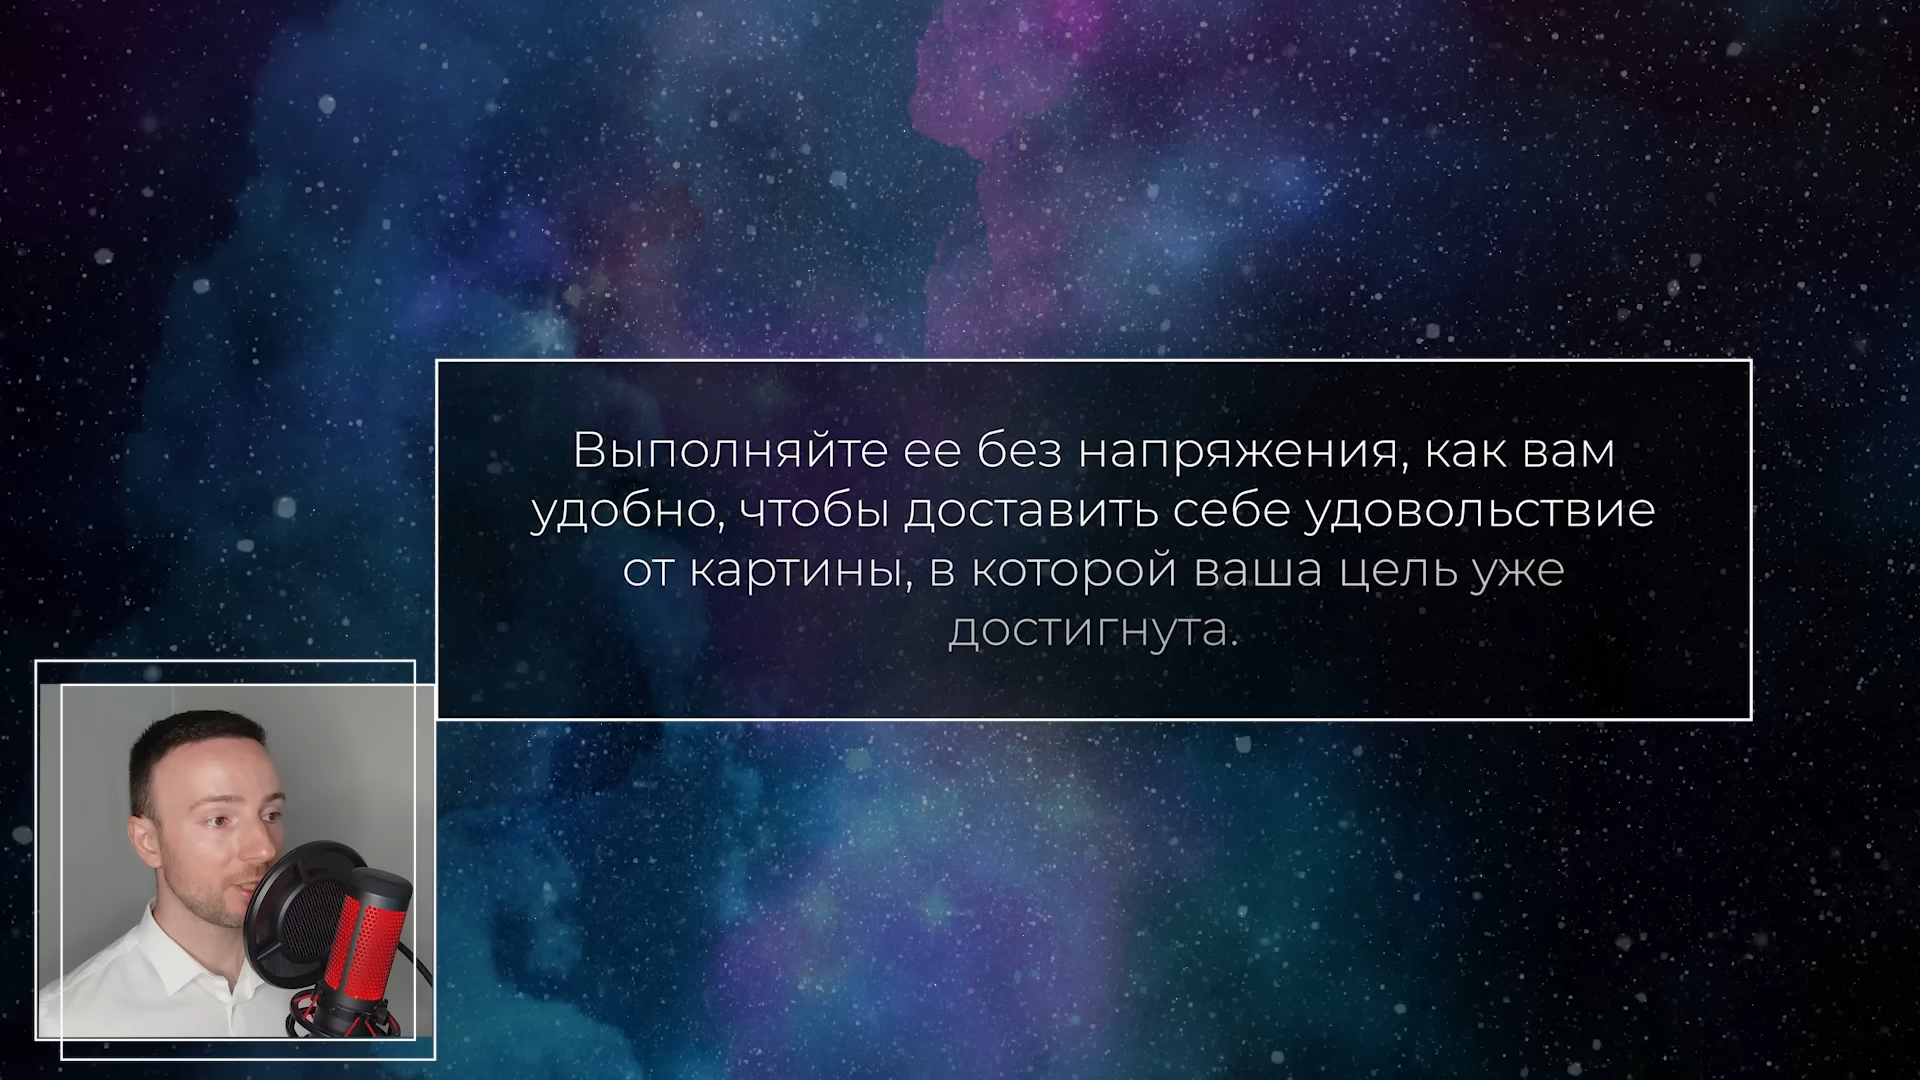 Выполняйте ее без напряжения, как вам
удобно, чтобы доставить себе удовольствие
от картины, в которой ваша цель уже
достигнута.